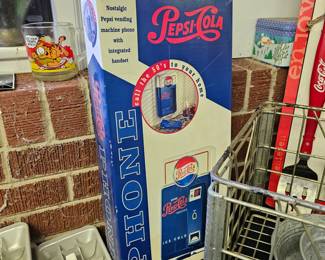 Nostalgic
Pepsi vending
machine phone
with
integrated
handset
PEPSI-COLA
call the 50's to your home
PHONE
Pepsi-Cola
Pepsi-Cola
ICE COLD
enjoy
Coca-Cola